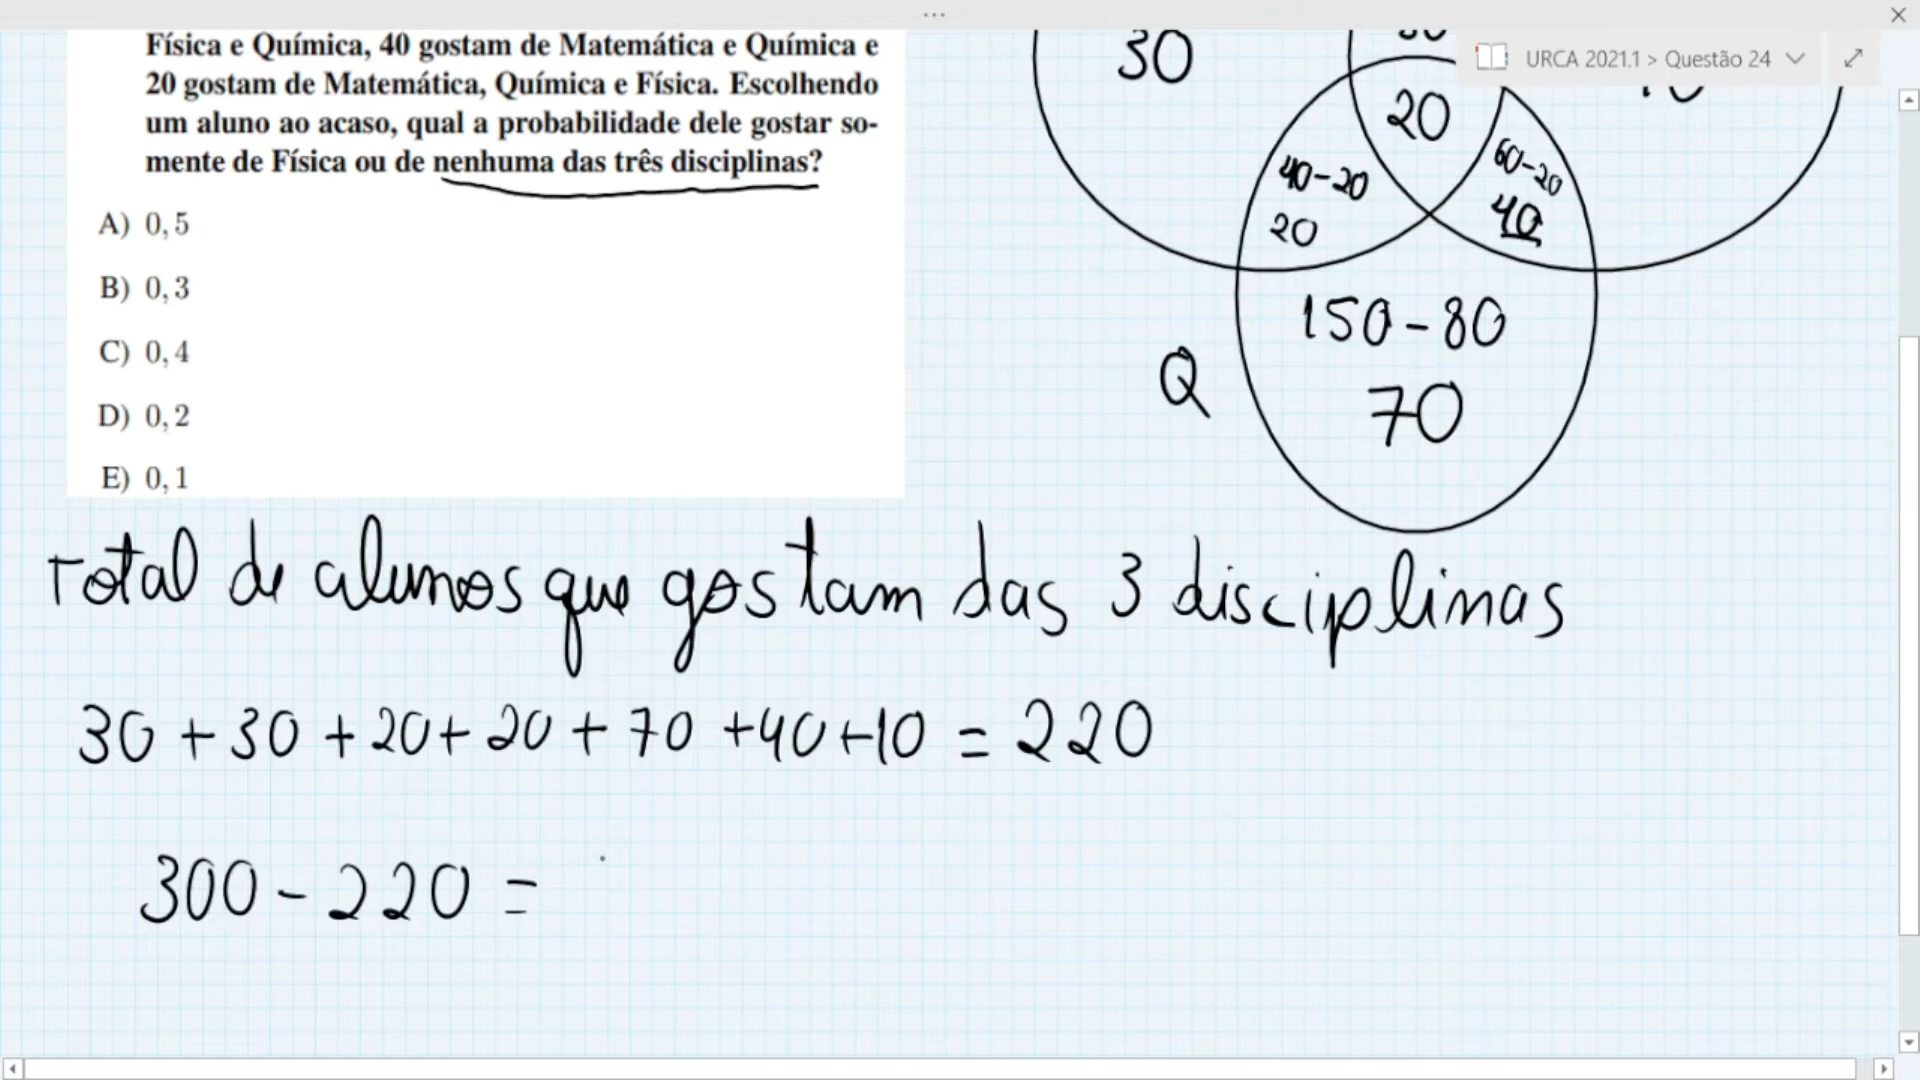 Física e Química, 40 gostam de Matemática e Química e
20 gostam de Matemática, Química e Física. Escolhendo
um aluno ao acaso, qual a probabilidade dele gostar so-
mente de Física ou de nenhuma das três disciplinas?
A) 0,5
B) 0,3
C) 0,4
D) 0,2
E) 0,1
URCA 2021.1 > Questão 24
30
20
40-20
20
60-20
40
150-80
70
Q
Total de alunos que gostam das 3 disciplinas
30 + 30 + 20 + 20 + 70 + 40 + 10 = 220
300 - 220 =